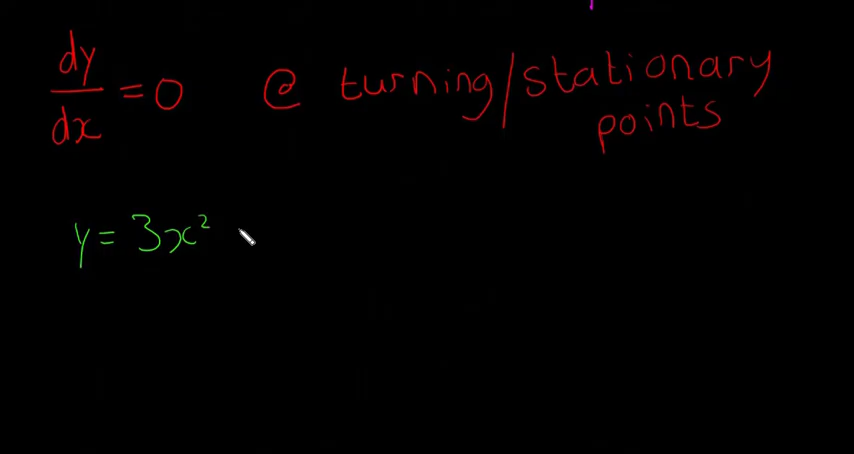 dy/dx = 0 @ turning/stationary
points
y = 3x²